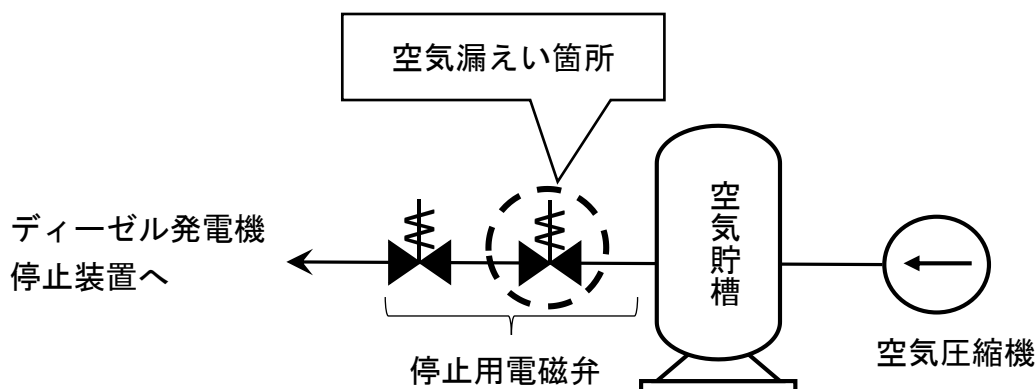 空気漏えい箇所
空気貯槽
ディーゼル発電機
停止装置へ
空気圧縮機
停止用電磁弁